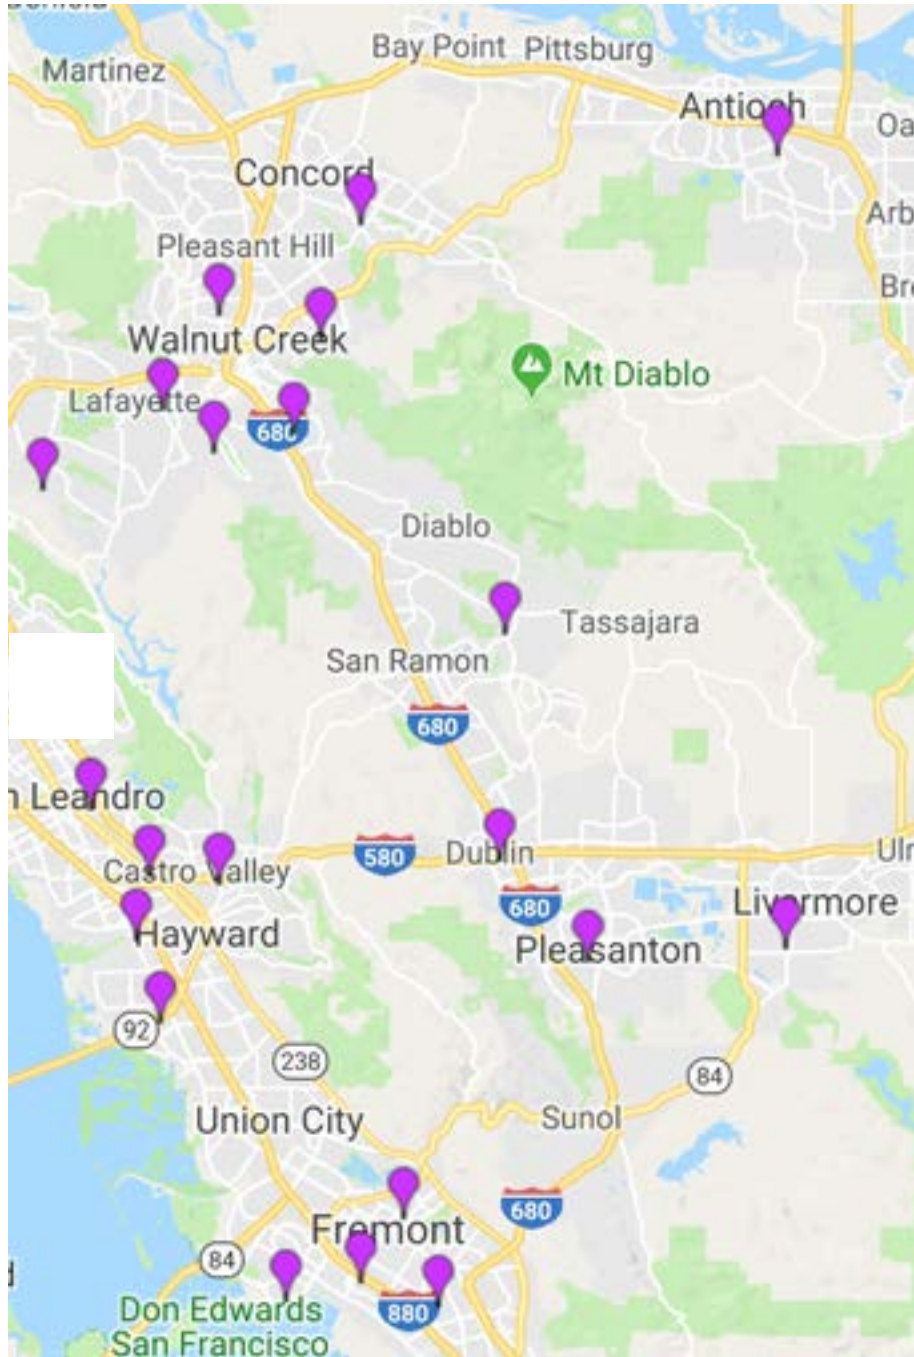 Bay Point Pittsburg
Martinez
Antioch
Oa
Concord
Arb
Pleasant Hill
Bre
Walnut Creek
Mt Diablo
Lafayette
680
Diablo
Tassajara
San Ramon
680
n Leandro
580
Dublin
Ulr
Castro Valley
680
Livermore
Hayward
Pleasanton
92
238
84
Union City
Sunol
680
Fremont
84
d
880
Don Edwards
San Francisco